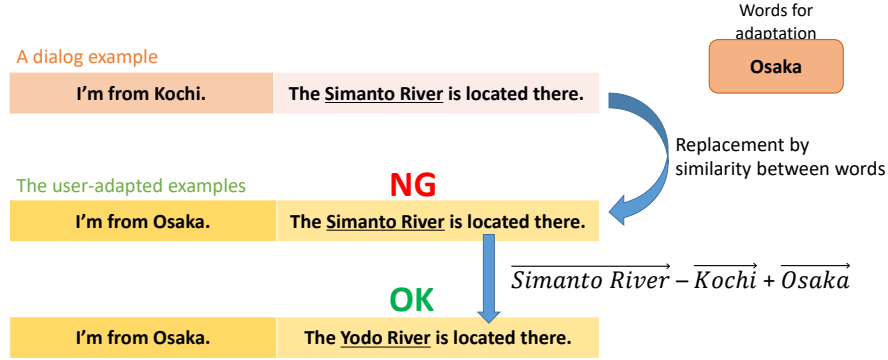 Words for
adaptation
Osaka
A dialog example
I'm from Kochi.
The Simanto River is located there.
Replacement by
similarity between words
The user-adapted examples
NG
I'm from Osaka.
The Simanto River is located there.
Simanto River − Kochi + Osaka
OK
I'm from Osaka.
The Yodo River is located there.